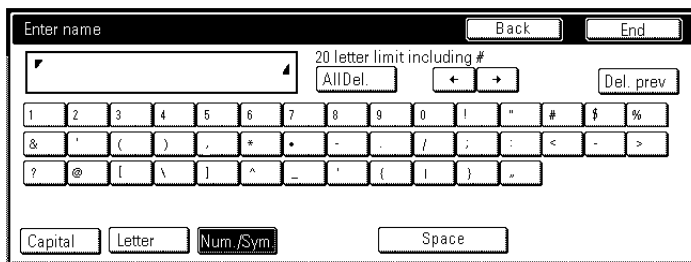 Enter name Back End
20 letter limit including #
AllDel. ← → Del. prev
1 2 3 4 5 6 7 8 9 0 ! " # $ %
& ' ( ) , * • - . / ; : < - >
? @ [ \ ] ^ _ ' { | } „
Capital Letter Num./Sym. Space